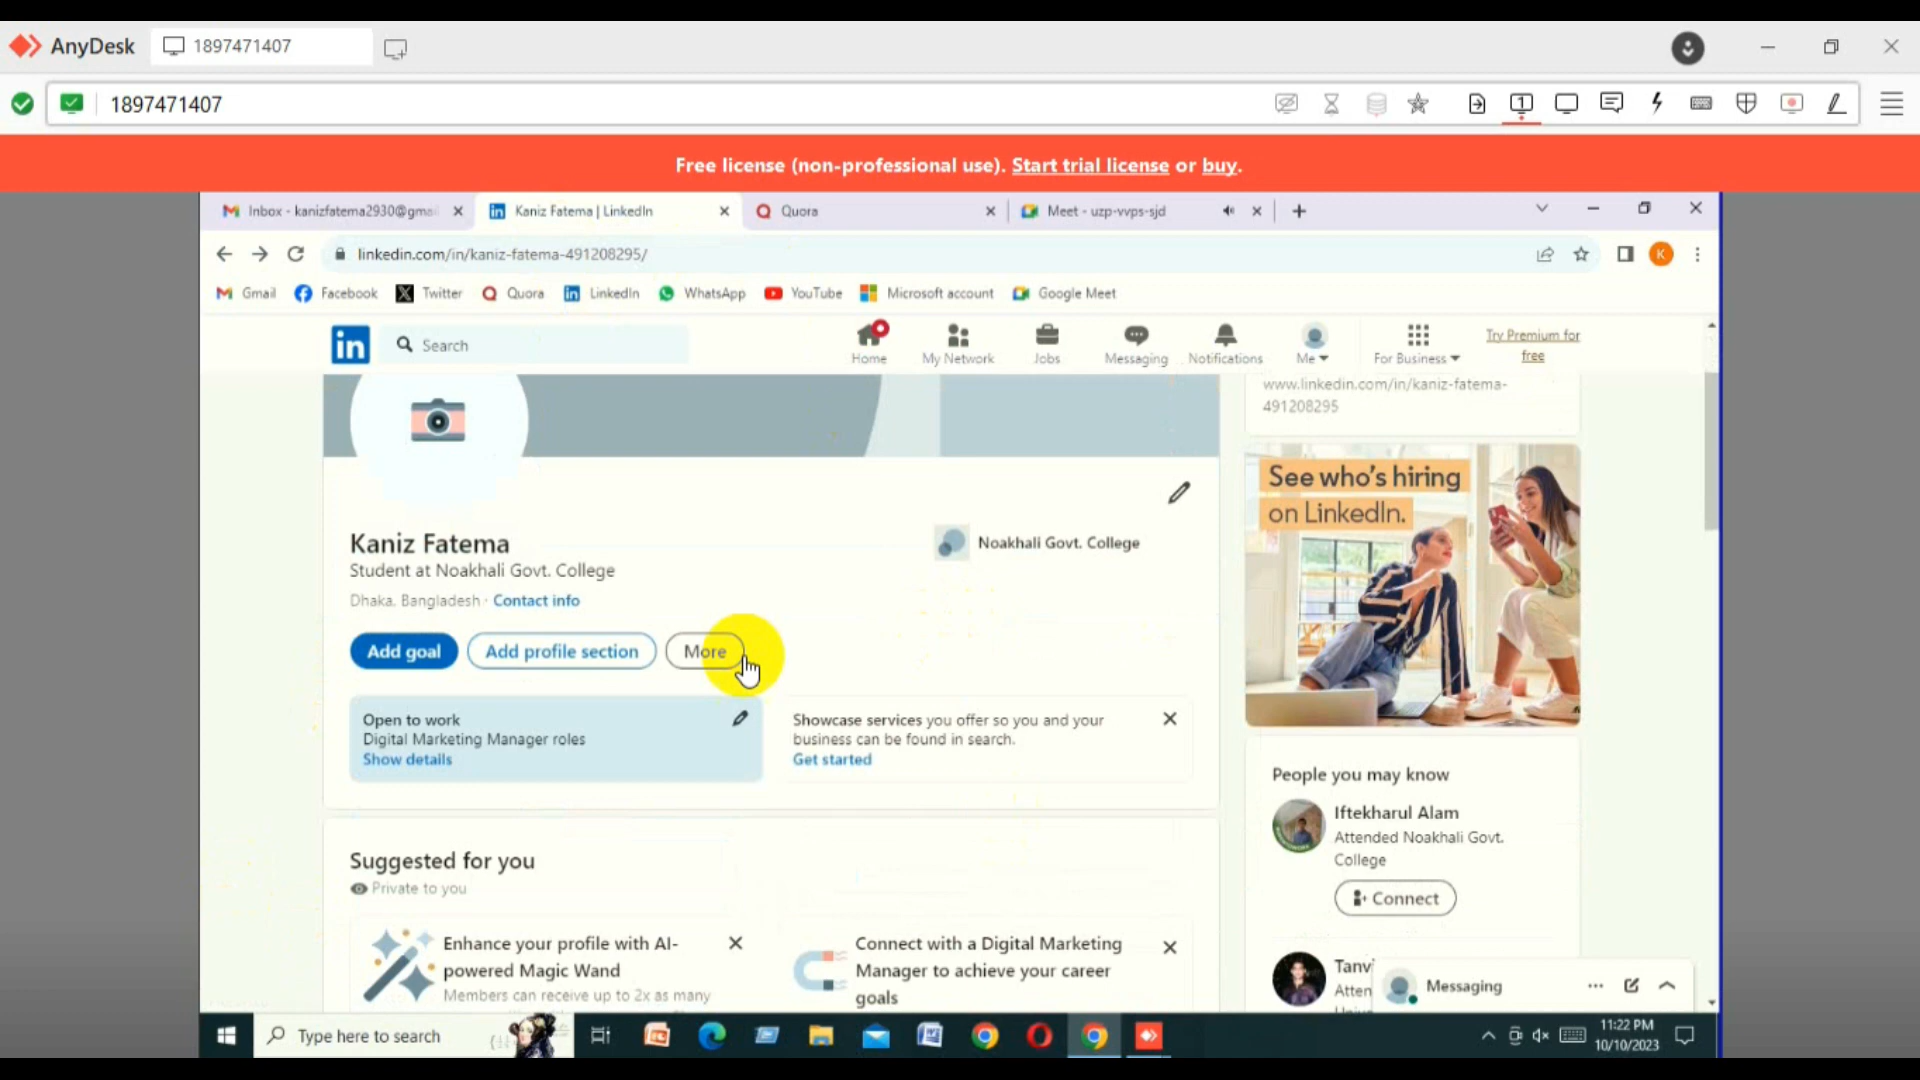 AnyDesk
1897471407
1897471407
Free license (non-professional use). Start trial license or buy.
Inbox - kanizfatema2930@gmai
Kaniz Fatema | LinkedIn
Quora
Meet - uzp-vvps-sjd
linkedin.com/in/kaniz-fatema-491208295/
K
Gmail
Facebook
Twitter
Quora
LinkedIn
WhatsApp
YouTube
Microsoft account
Google Meet
in
Search
Home
My Network
Jobs
Messaging
Notifications
Me
For Business
Try Premium for
free
www.linkedin.com/in/kaniz-fatema-
491208295
See who's hiring
on LinkedIn.
Kaniz Fatema
Student at Noakhali Govt. College
Dhaka, Bangladesh · Contact info
Noakhali Govt. College
Add goal
Add profile section
More
Open to work
Digital Marketing Manager roles
Show details
Showcase services you offer so you and your
business can be found in search.
Get started
People you may know
Iftekharul Alam
Attended Noakhali Govt.
College
Connect
Suggested for you
Private to you
Enhance your profile with AI-
powered Magic Wand
Members can receive up to 2x as many
Connect with a Digital Marketing
Manager to achieve your career
goals
Tanv
Atten
Messaging
Type here to search
11:22 PM
10/10/2023